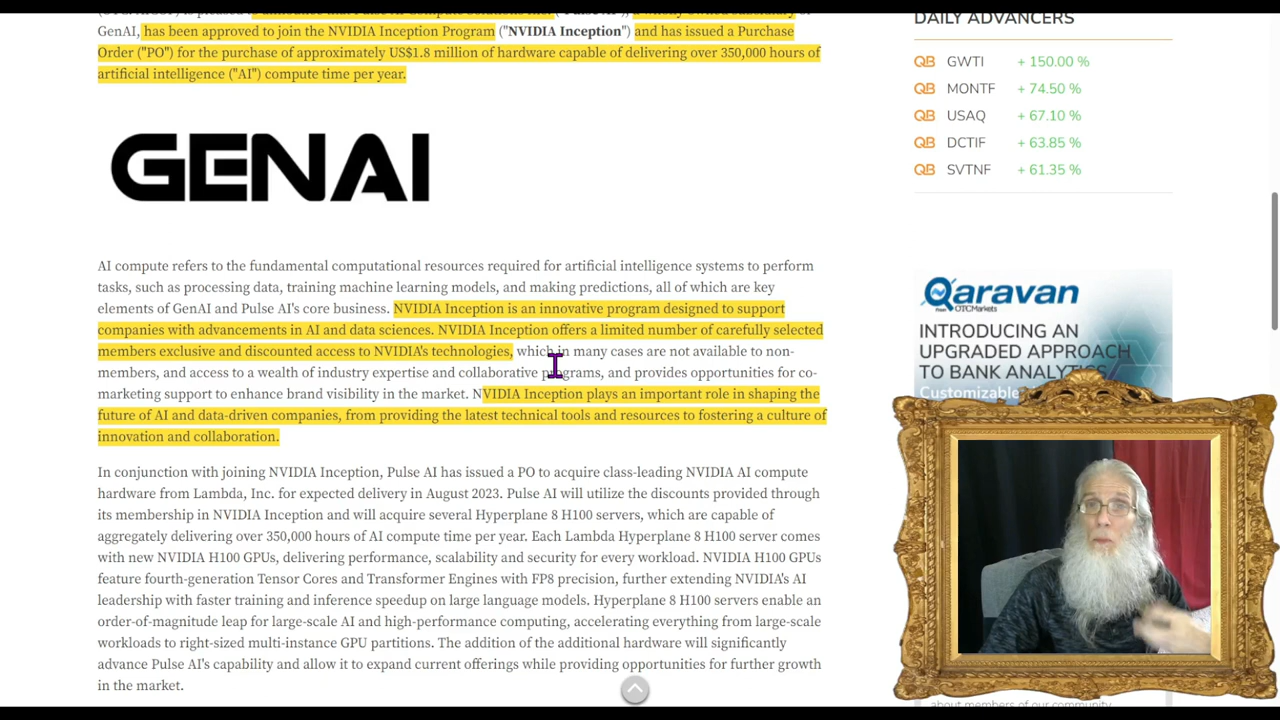 GenAI, has been approved to join the NVIDIA Inception Program ("NVIDIA Inception") and has issued a Purchase
Order ("PO") for the purchase of approximately US$1.8 million of hardware capable of delivering over 350,000 hours of
artificial intelligence ("AI") compute time per year.
GENAI
AI compute refers to the fundamental computational resources required for artificial intelligence systems to perform
tasks, such as processing data, training machine learning models, and making predictions, all of which are key
elements of GenAI and Pulse AI's core business. NVIDIA Inception is an innovative program designed to support
companies with advancements in AI and data sciences. NVIDIA Inception offers a limited number of carefully selected
members exclusive and discounted access to NVIDIA's technologies, which in many cases are not available to non-
members, and access to a wealth of industry expertise and collaborative programs, and provides opportunities for co-
marketing support to enhance brand visibility in the market. NVIDIA Inception plays an important role in shaping the
future of AI and data-driven companies, from providing the latest technical tools and resources to fostering a culture of
innovation and collaboration.
In conjunction with joining NVIDIA Inception, Pulse AI has issued a PO to acquire class-leading NVIDIA AI compute
hardware from Lambda, Inc. for expected delivery in August 2023. Pulse AI will utilize the discounts provided through
its membership in NVIDIA Inception and will acquire several Hyperplane 8 H100 servers, which are capable of
aggregately delivering over 350,000 hours of AI compute time per year. Each Lambda Hyperplane 8 H100 server comes
with new NVIDIA H100 GPUs, delivering performance, scalability and security for every workload. NVIDIA H100 GPUs
feature fourth-generation Tensor Cores and Transformer Engines with FP8 precision, further extending NVIDIA's AI
leadership with faster training and inference speedup on large language models. Hyperplane 8 H100 servers enable an
order-of-magnitude leap for large-scale AI and high-performance computing, accelerating everything from large-scale
workloads to right-sized multi-instance GPU partitions. The addition of the additional hardware will significantly
advance Pulse AI's capability and allow it to expand current offerings while providing opportunities for further growth
in the market.
DAILY ADVANCERS
QB GWTI + 150.00 %
QB MONTF + 74.50 %
QB USAQ + 67.10 %
QB DCTIF + 63.85 %
QB SVTNF + 61.35 %
Qaravan
From OTCMarkets
INTRODUCING AN
UPGRADED APPROACH
TO BANK ANALYTICS
Customizable
about members of our community